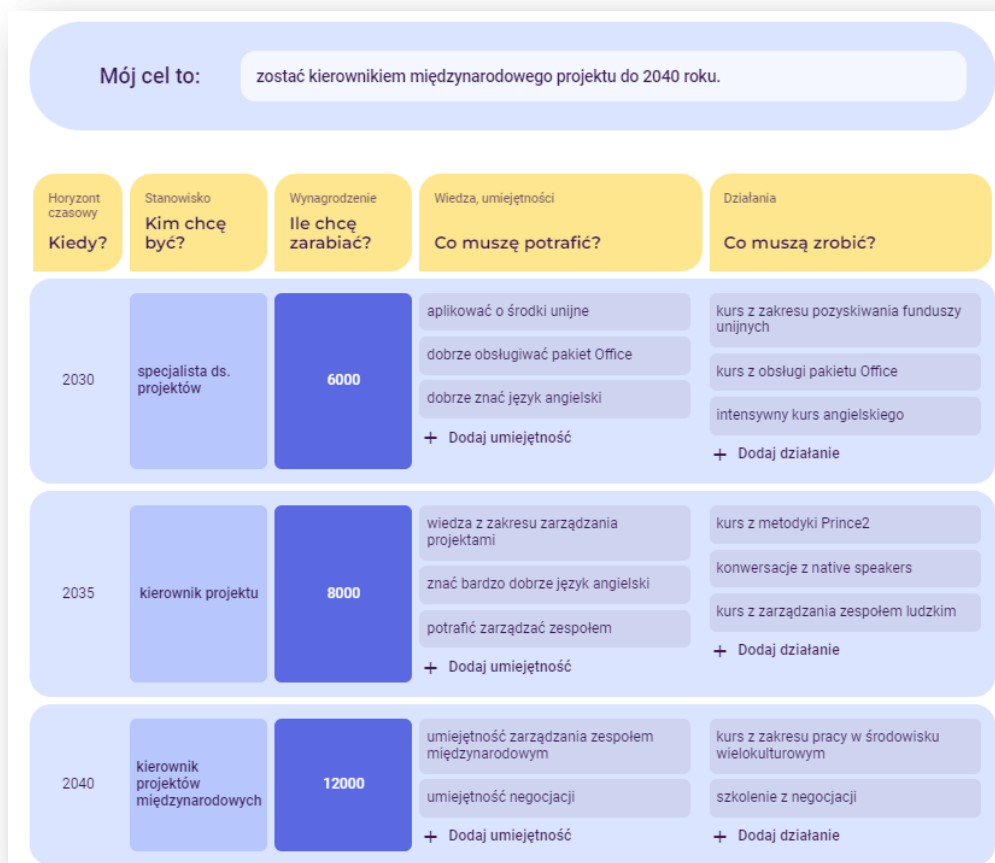 Mój cel to:
zostać kierownikiem międzynarodowego projektu do 2040 roku.
Horyzont
czasowy
Kiedy?
Stanowisko
Kim chcę
być?
Wynagrodzenie
Ile chcę
zarabiać?
Wiedza, umiejętności
Co muszę potrafić?
Działania
Co muszą zrobić?
2030
specjalista ds.
projektów
6000
aplikować o środki unijne
dobrze obsługiwać pakiet Office
dobrze znać język angielski
+ Dodaj umiejętność
kurs z zakresu pozyskiwania funduszy
unijnych
kurs z obsługi pakietu Office
intensywny kurs angielskiego
+ Dodaj działanie
2035
kierownik projektu
8000
wiedza z zakresu zarządzania
projektami
znać bardzo dobrze język angielski
potrafić zarządzać zespołem
+ Dodaj umiejętność
kurs z metodyki Prince2
konwersacje z native speakers
kurs z zarządzania zespołem ludzkim
+ Dodaj działanie
2040
kierownik
projektów
międzynarodowych
12000
umiejętność zarządzania zespołem
międzynarodowym
umiejętność negocjacji
+ Dodaj umiejętność
kurs z zakresu pracy w środowisku
wielokulturowym
szkolenie z negocjacji
+ Dodaj działanie